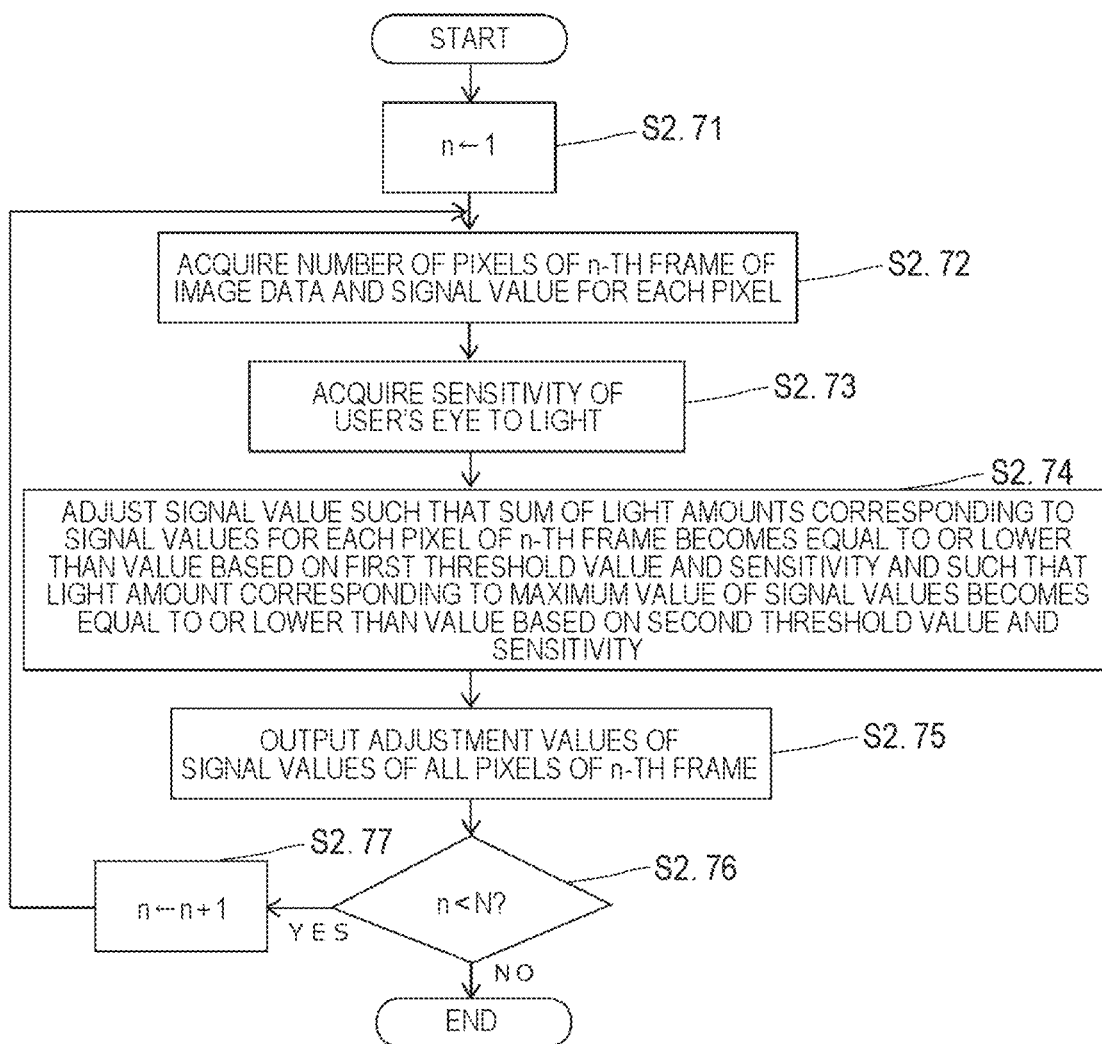 START
n←1
S2. 71
ACQUIRE NUMBER OF PIXELS OF n-TH FRAME OF
IMAGE DATA AND SIGNAL VALUE FOR EACH PIXEL
S2. 72
ACQUIRE SENSITIVITY OF
USER'S EYE TO LIGHT
S2. 73
S2. 74
ADJUST SIGNAL VALUE SUCH THAT SUM OF LIGHT AMOUNTS CORRESPONDING TO
SIGNAL VALUES FOR EACH PIXEL OF n-TH FRAME BECOMES EQUAL TO OR LOWER
THAN VALUE BASED ON FIRST THRESHOLD VALUE AND SENSITIVITY AND SUCH THAT
LIGHT AMOUNT CORRESPONDING TO MAXIMUM VALUE OF SIGNAL VALUES BECOMES
EQUAL TO OR LOWER THAN VALUE BASED ON SECOND THRESHOLD VALUE AND
SENSITIVITY
OUTPUT ADJUSTMENT VALUES OF
SIGNAL VALUES OF ALL PIXELS OF n-TH FRAME
S2. 75
S2. 77
n←n+1
YES
n<N?
S2. 76
NO
END